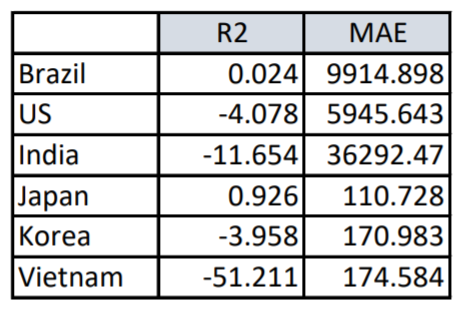 R2 MAE
Brazil 0.024 9914.898
US -4.078 5945.643
India -11.654 36292.47
Japan 0.926 110.728
Korea -3.958 170.983
Vietnam -51.211 174.584